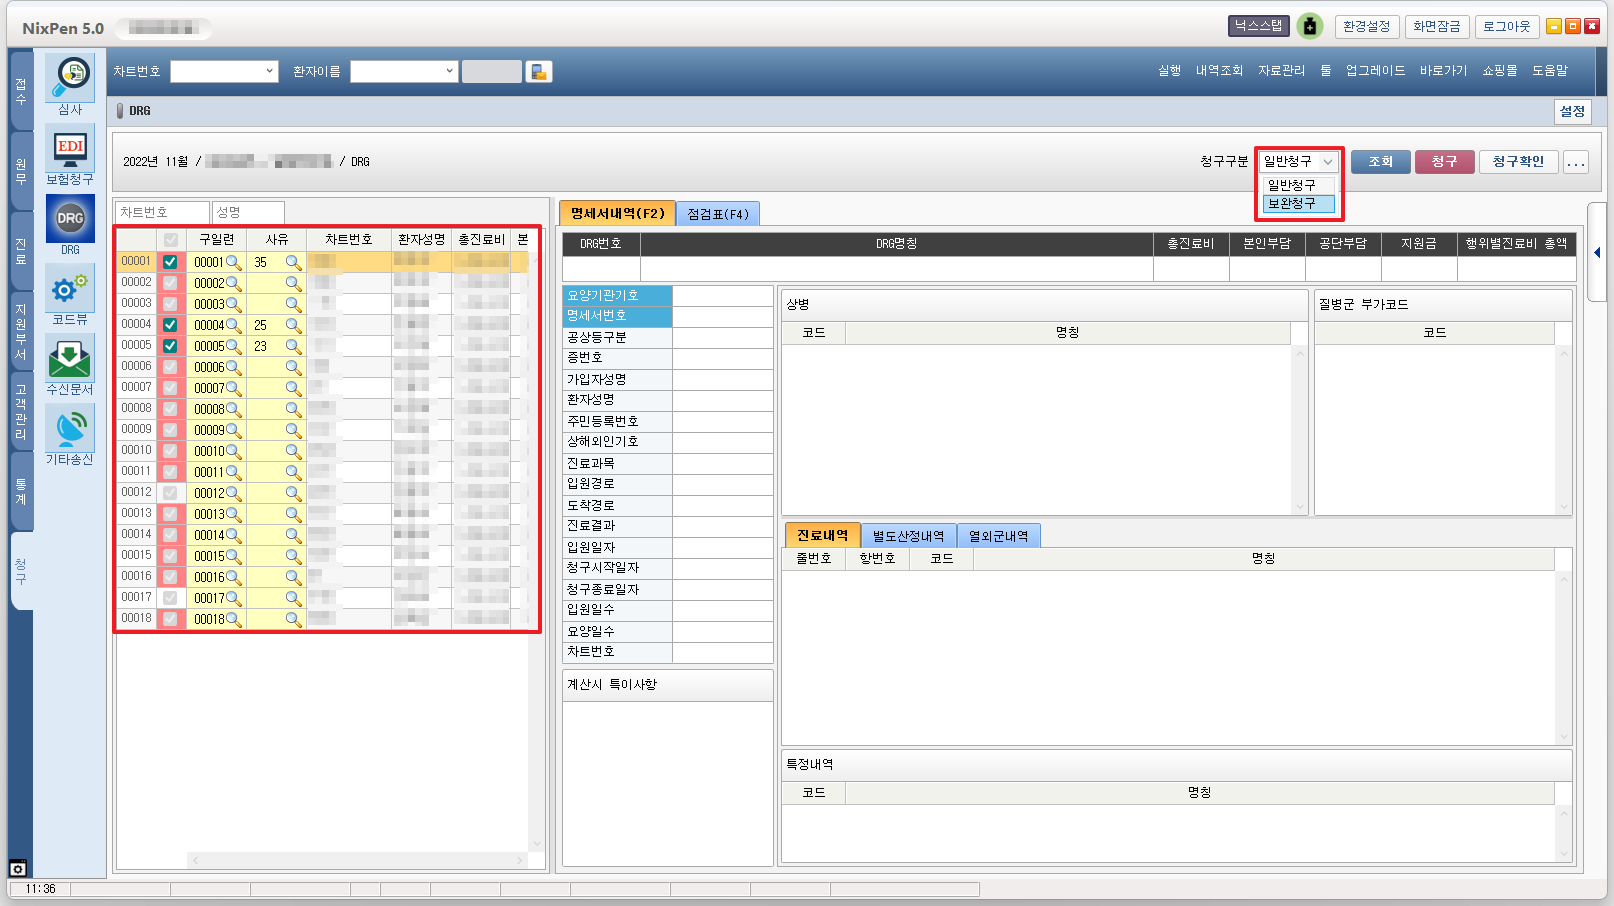 NixPen 5.0
닉스스탭
환경설정
화면잠금
로그아웃
차트번호
환자이름
실행 내역조회 자료관리 툴 업그레이드 바로가기 쇼핑몰 도움말
접수
원무
진료
지원부서
고객관리
통계
청구
심사
EDI
보험청구
DRG
DRG
코드뷰
수신문서
기타송신
DRG
설정
2022년 11월 /
/ DRG
청구구분
일반청구
일반청구
보완청구
조회
청구
청구확인
...
차트번호
성명
구일련 사유 차트번호 환자성명 총진료비 본
00001 00001 35
00002 00002
00003 00003
00004 00004 25
00005 00005 23
00006 00006
00007 00007
00008 00008
00009 00009
00010 00010
00011 00011
00012 00012
00013 00013
00014 00014
00015 00015
00016 00016
00017 00017
00018 00018
명세서내역(F2)
점검표(F4)
DRG번호 DRG명칭 총진료비 본인부담 공단부담 지원금 행위별진료비 총액
요양기관기호
명세서번호
공상등구분
증번호
가입자성명
환자성명
주민등록번호
상해외인기호
진료과목
입원경로
도착경로
진료결과
입원일자
청구시작일자
청구종료일자
입원일수
요양일수
차트번호
계산시 특이사항
상병
코드 명칭
질병군 부가코드
코드
진료내역
별도산정내역
열외군내역
줄번호 항번호 코드 명칭
특정내역
코드 명칭
11:36